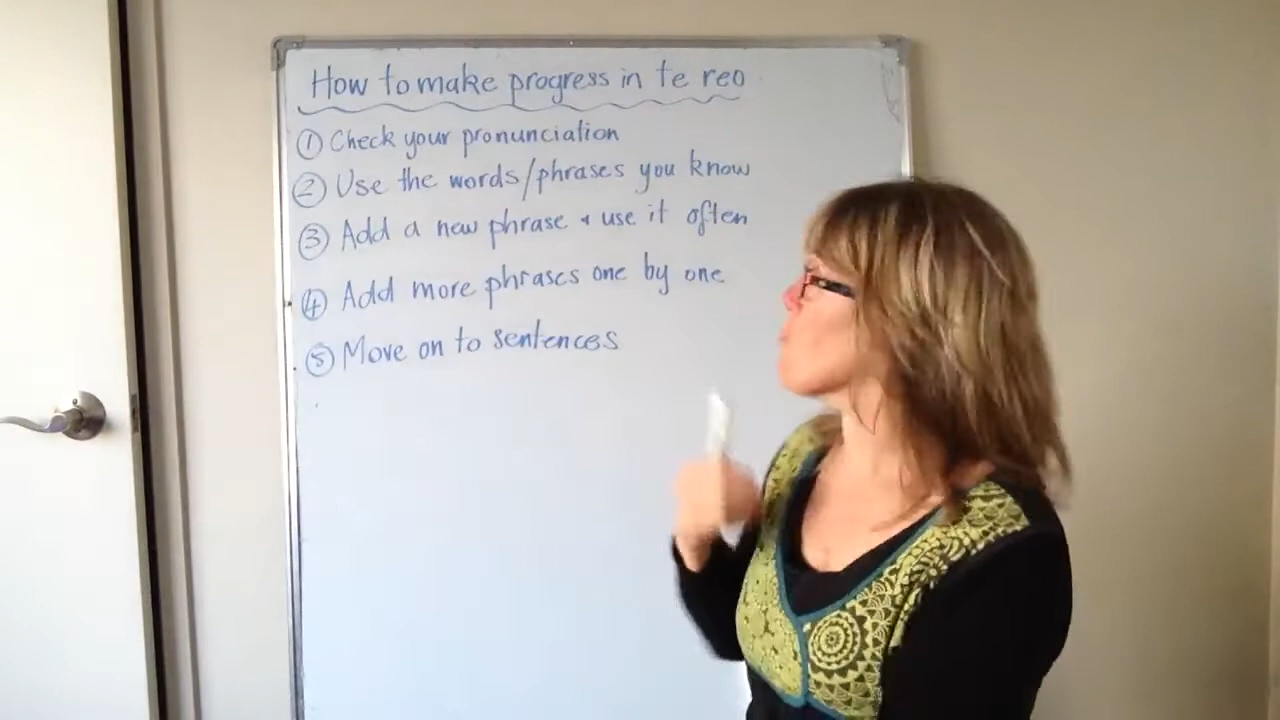 How to make progress in te reo
① Check your pronunciation
② Use the words/phrases you know
③ Add a new phrase + use it often
④ Add more phrases one by one
⑤ Move on to sentences